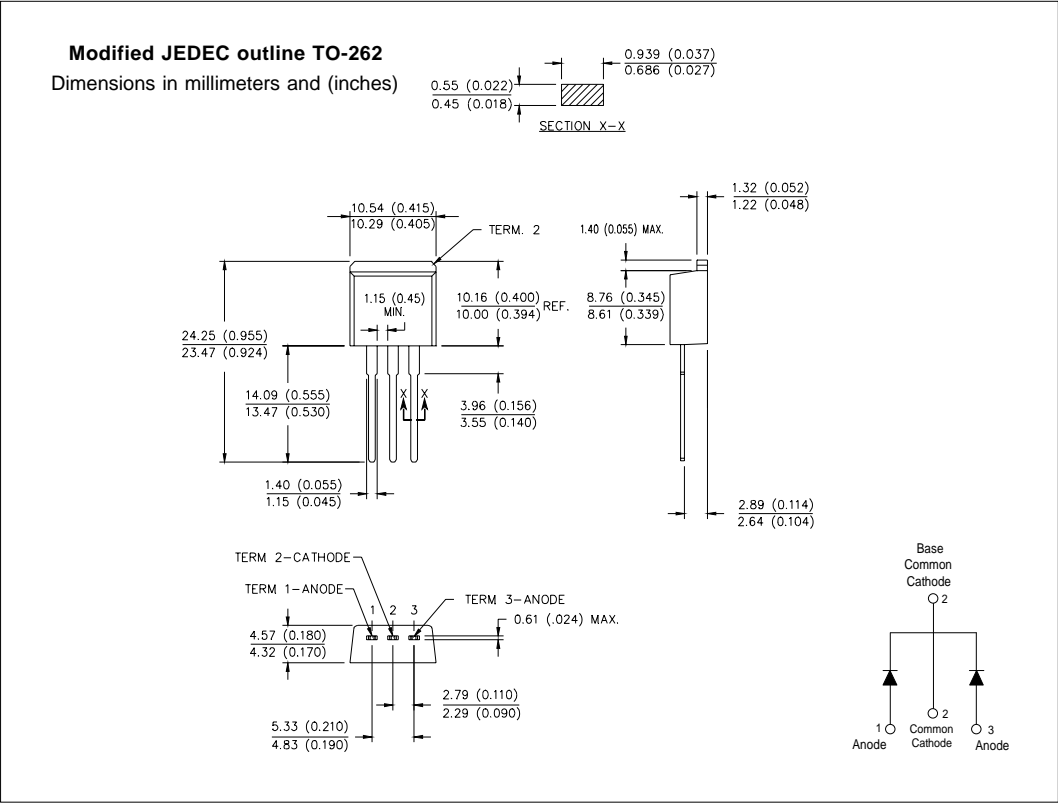 Modified JEDEC outline TO-262
Dimensions in millimeters and (inches)
0.939 (0.037)
0.686 (0.027)
0.55 (0.022)
0.45 (0.018)
SECTION X-X
1.32 (0.052)
1.22 (0.048)
10.54 (0.415)
10.29 (0.405)
TERM. 2
1.40 (0.055) MAX.
1.15 (0.45)
MIN.
10.16 (0.400)
10.00 (0.394)
REF.
8.76 (0.345)
8.61 (0.339)
24.25 (0.955)
23.47 (0.924)
14.09 (0.555)
13.47 (0.530)
X X
3.96 (0.156)
3.55 (0.140)
1.40 (0.055)
1.15 (0.045)
2.89 (0.114)
2.64 (0.104)
TERM 2-CATHODE
TERM 1-ANODE
TERM 3-ANODE
1 2 3
0.61 (.024) MAX.
4.57 (0.180)
4.32 (0.170)
2.79 (0.110)
2.29 (0.090)
5.33 (0.210)
4.83 (0.190)
Base
Common
Cathode
2
1
Anode
2
Common
Cathode
3
Anode